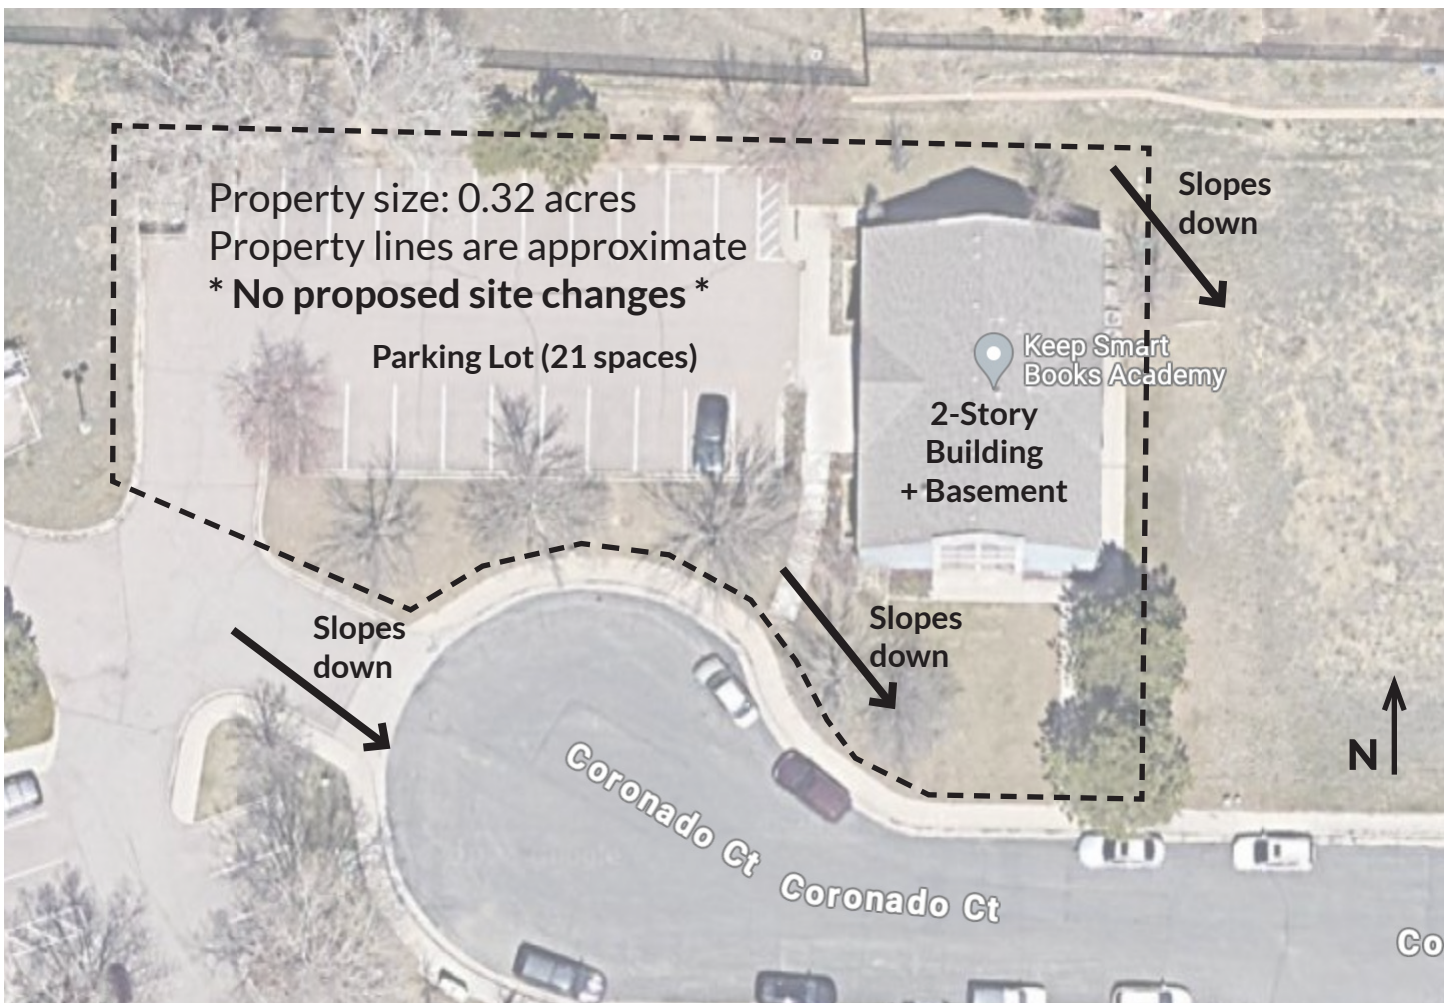 Property size: 0.32 acres
Property lines are approximate
* No proposed site changes *
Parking Lot (21 spaces)
Slopes
down
Keep Smart
Books Academy
2-Story
Building
+ Basement
Slopes
down
Slopes
down
N
Coronado Ct
Coronado Ct
Co